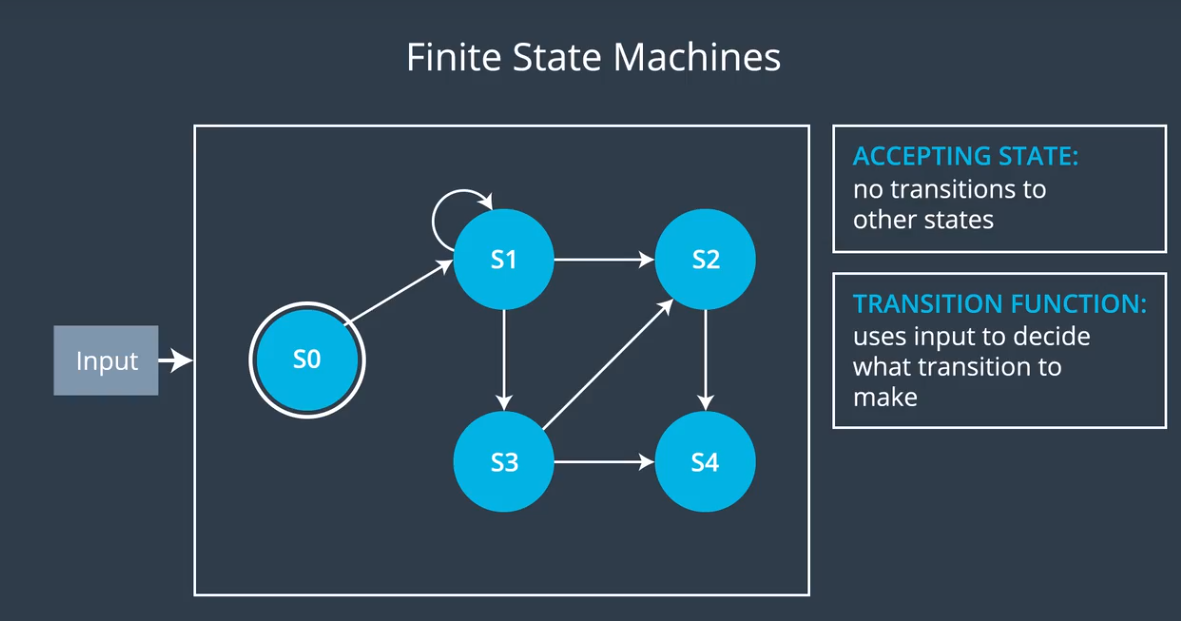 Finite State Machines
ACCEPTING STATE:
no transitions to
other states
TRANSITION FUNCTION:
uses input to decide
what transition to
make
Input
S0
S1
S2
S3
S4